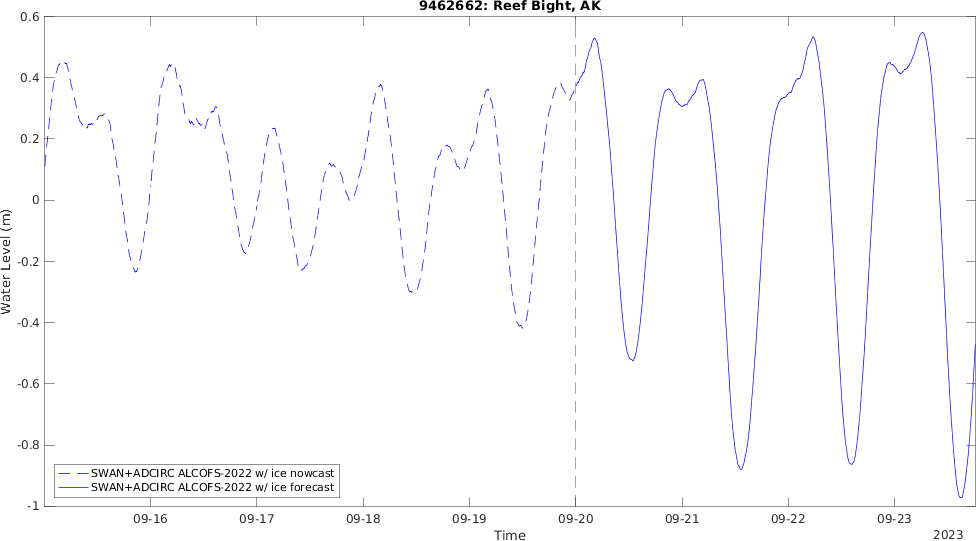 9462662: Reef Bight, AK
0.6
0.4
0.2
0
-0.2
-0.4
-0.6
-0.8
-1
Water Level (m)
SWAN+ADCIRC ALCOFS-2022 w/ ice nowcast
SWAN+ADCIRC ALCOFS-2022 w/ ice forecast
09-16 09-17 09-18 09-19 09-20 09-21 09-22 09-23
Time
2023